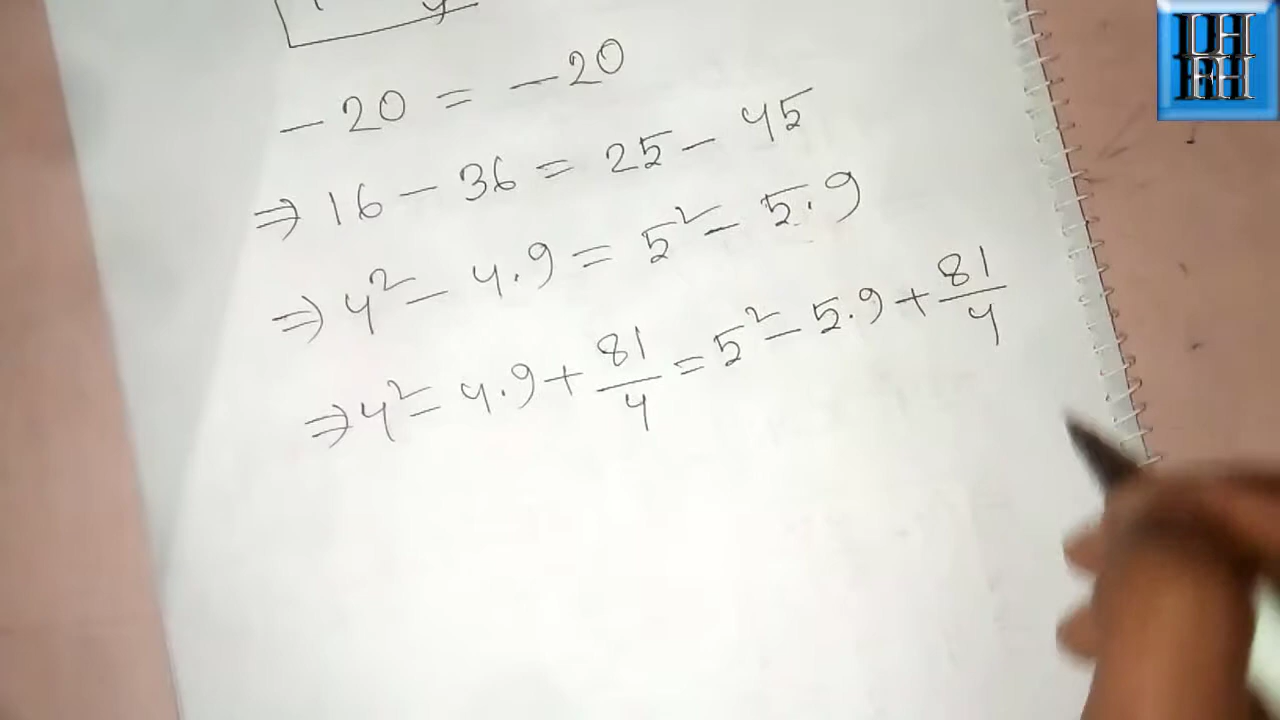 -20 = -20
⇒ 16 - 36 = 25 - 45
⇒ 4² - 4.9 = 5² - 5.9
⇒ 4² - 4.9 + 81/4 = 5² - 5.9 + 81/4